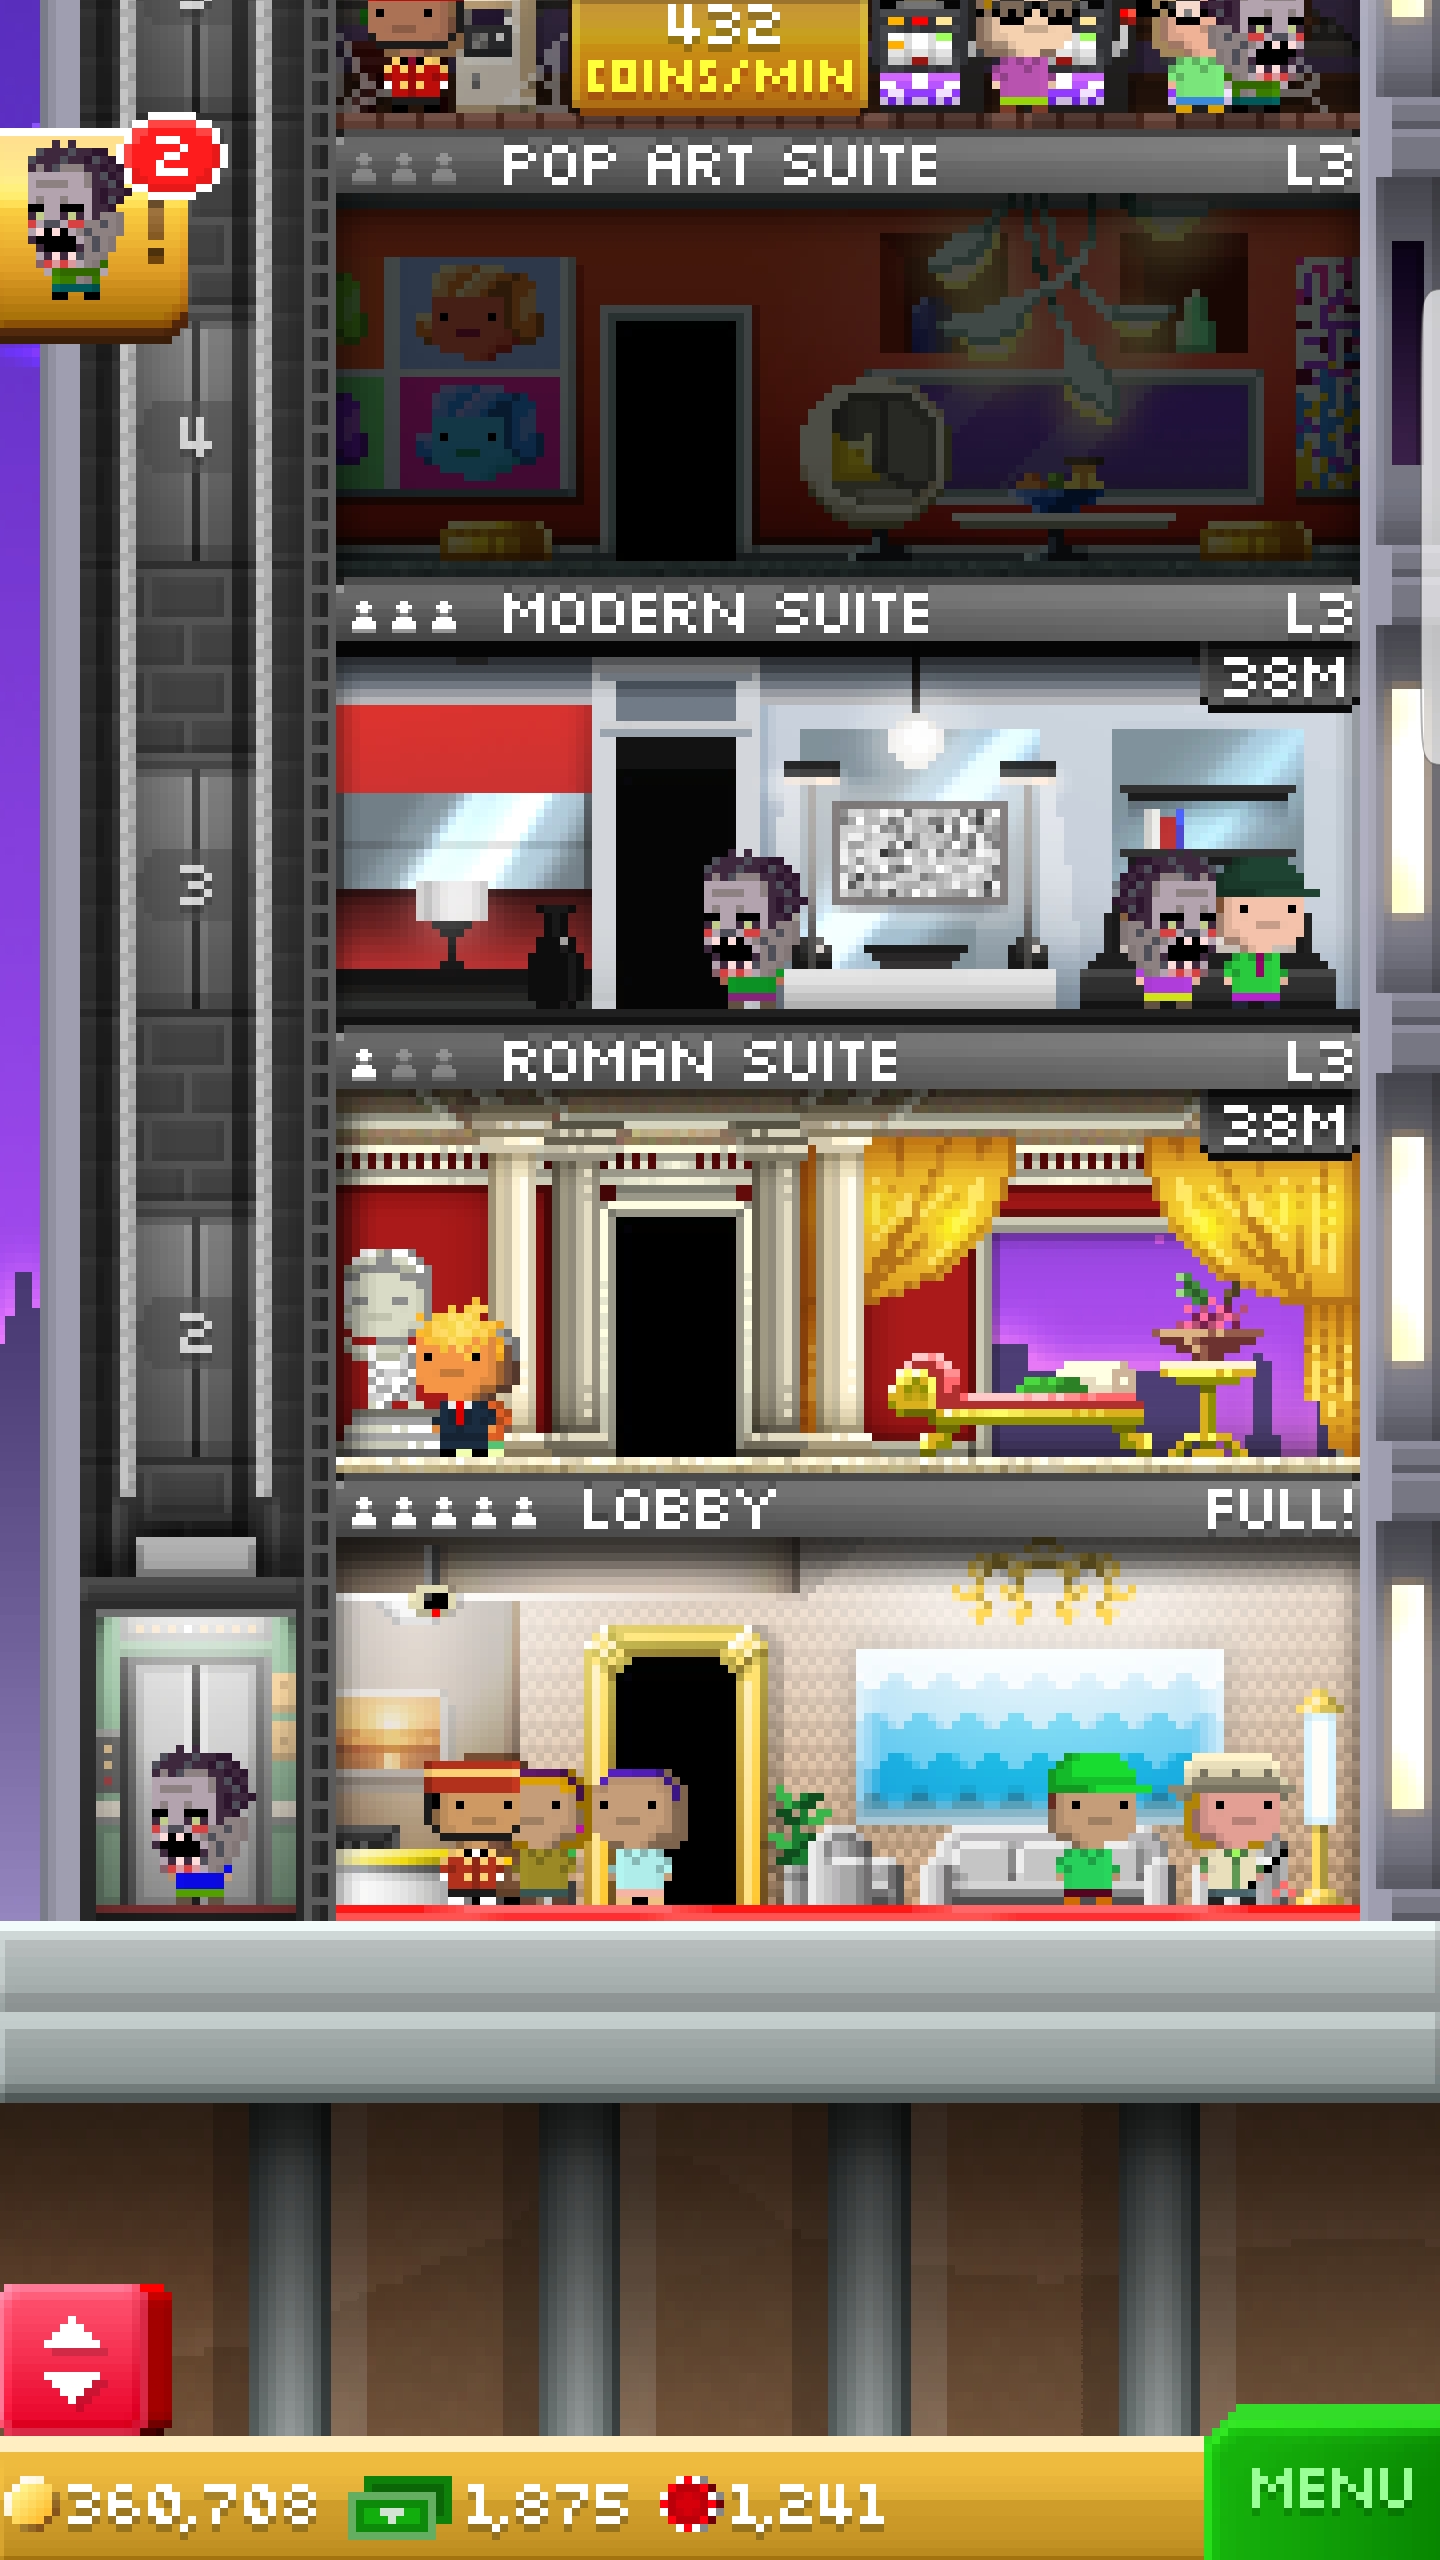 432
COINS/MIN
2
!
POP ART SUITE L3
4
MODERN SUITE L3
38M
3
ROMAN SUITE L3
38M
2
LOBBY FULL!
360,708 1,875 1,241 MENU